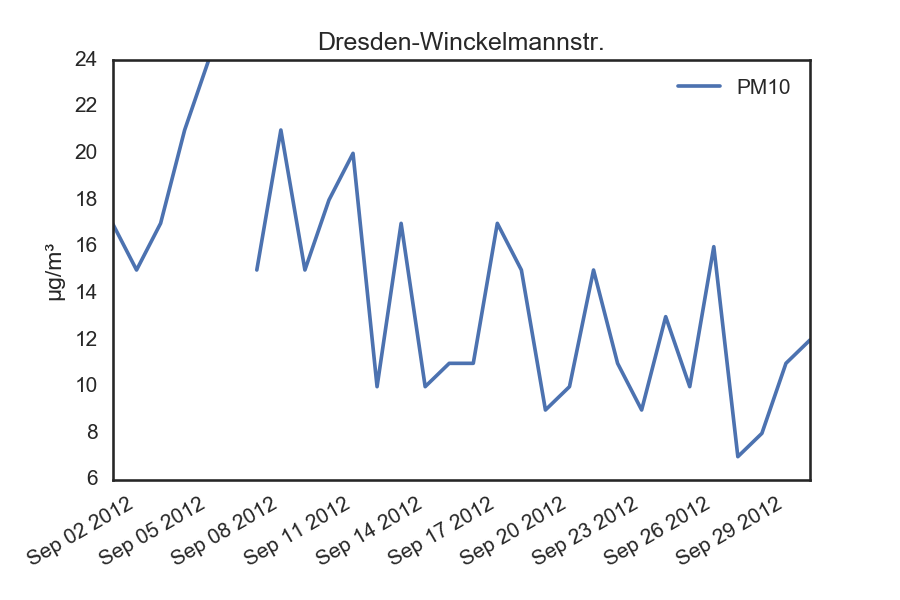 Dresden-Winckelmannstr.
PM10
µg/m³
24
22
20
18
16
14
12
10
8
6
Sep 02 2012
Sep 05 2012
Sep 08 2012
Sep 11 2012
Sep 14 2012
Sep 17 2012
Sep 20 2012
Sep 23 2012
Sep 26 2012
Sep 29 2012